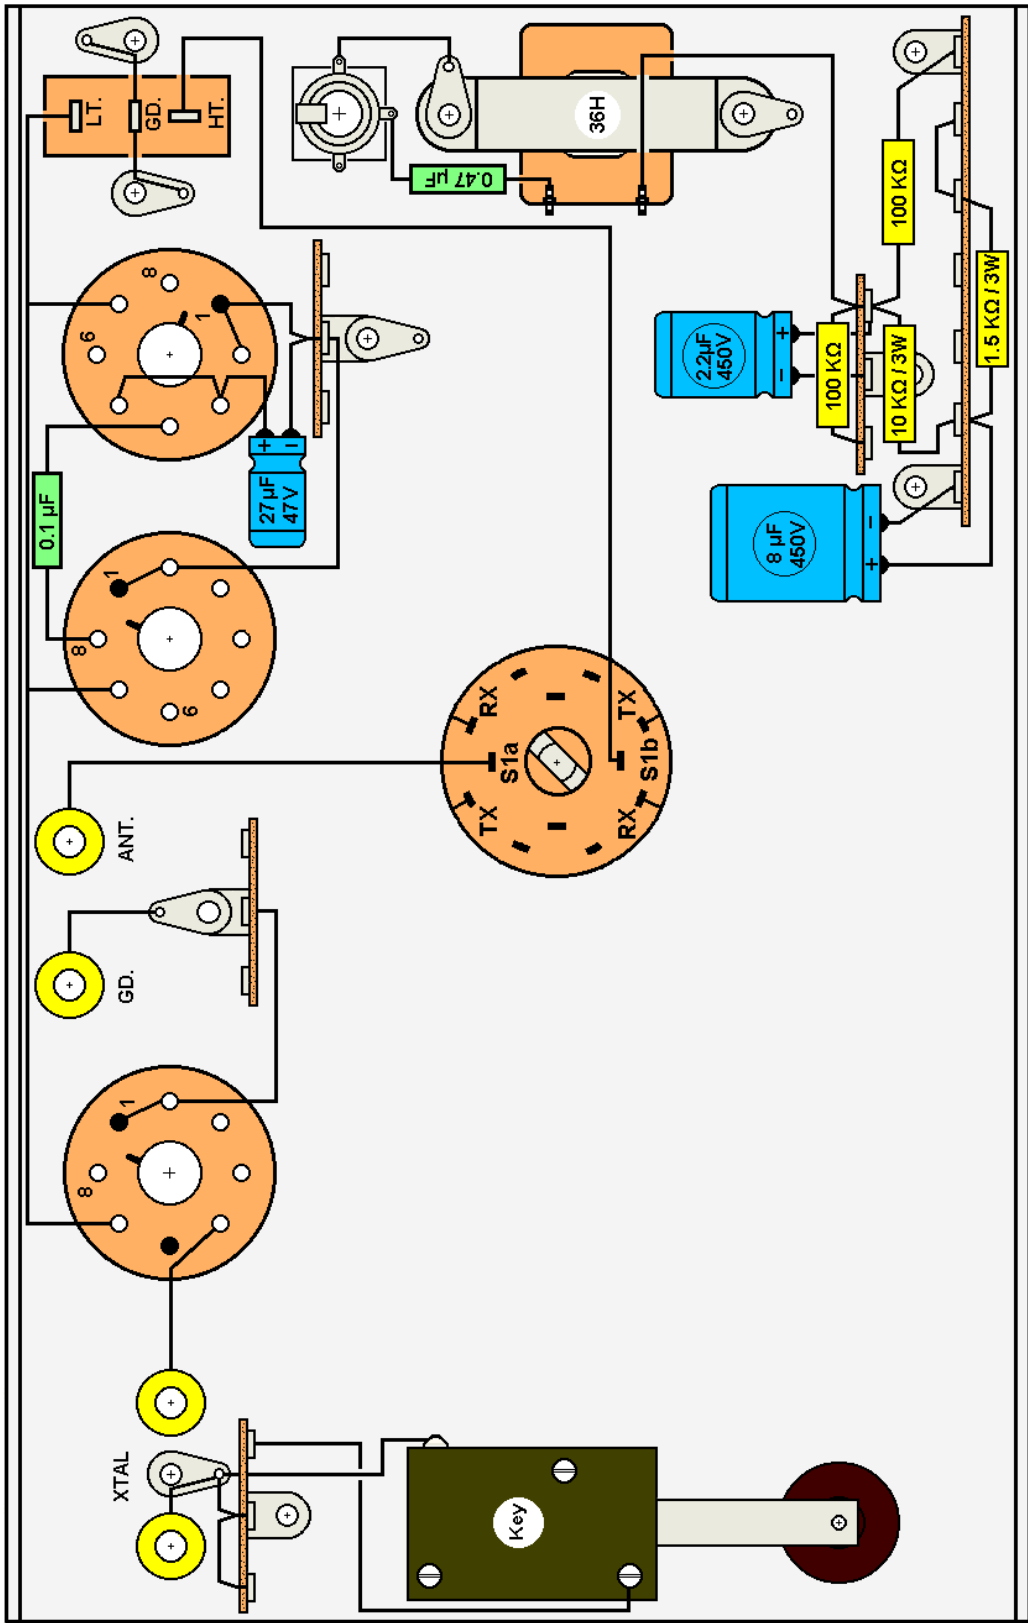 LT.
GD.
HT.
0.47 µF
36H
100 KΩ
1.5 KΩ / 3W
10 KΩ / 3W
100 KΩ
2.2µF
450V
+
−
8 µF
450V
−
+
8
1
6
27µF
47V
+
−
0.1 µF
1
8
6
RX
TX
S1a
S1b
TX
RX
ANT.
GD.
1
8
XTAL
Key